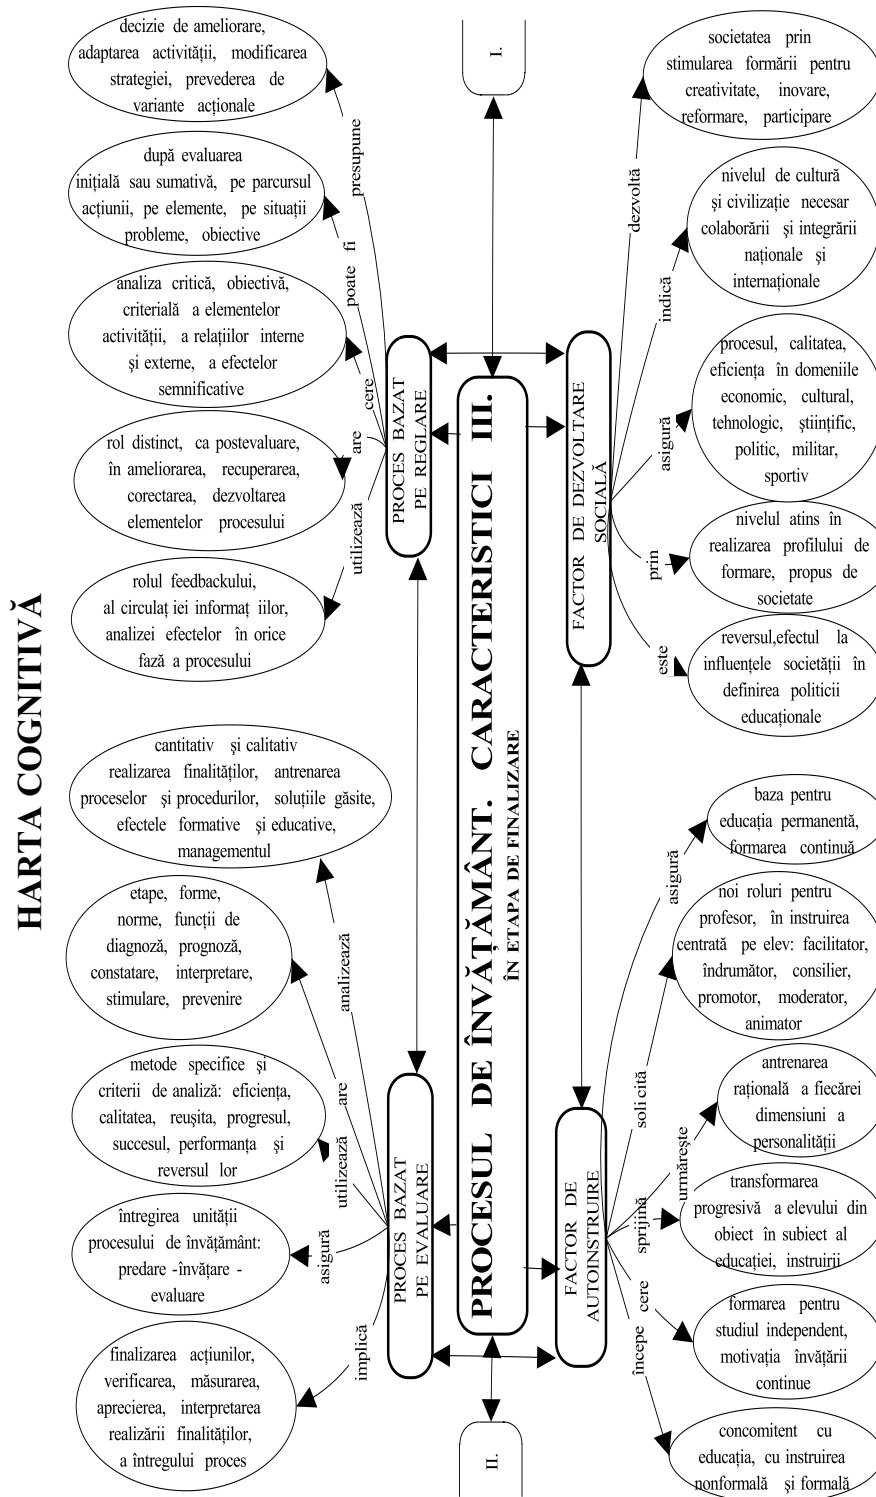 HARTA COGNITIVĂ
decizie de ameliorare,
adaptarea activității, modificarea
strategiei, prevederea de
variante acționale
presupune
după evaluarea
inițială sau sumativă, pe parcursul
acțiunii, pe elemente, pe situații
probleme, obiective
poate fi
analiza critică, obiectivă,
criterială a elementelor
activității, a relațiilor interne
și externe, a efectelor
semnificative
cere
rol distinct, ca postevaluare,
în ameliorarea, recuperarea,
corectarea, dezvoltarea
elementelor procesului
are
rolul feedbackului,
al circulaț iei informaț iilor,
analizei efectelor în orice
fază a procesului
utilizează
PROCES BAZAT
PE REGLARE
cantitativ și calitativ
realizarea finalităților, antrenarea
proceselor și procedurilor, soluțiile găsite,
efectele formative și educative,
managementul
analizează
etape, forme,
norme, funcții de
diagnoză, prognoză,
constatare, interpretare,
stimulare, prevenire
are
metode specifice și
criterii de analiză: eficiența,
calitatea, reușita, progresul,
succesul, performanța și
reversul lor
utilizează
întregirea unității
procesului de învățământ:
predare -învățare -
evaluare
asigură
finalizarea acțiunilor,
verificarea, măsurarea,
aprecierea, interpretarea
realizării finalităților,
a întregului proces
implică
PROCES BAZAT
PE EVALUARE
I.
PROCESUL DE ÎNVĂȚĂMÂNT. CARACTERISTICI III.
ÎN ETAPA DE FINALIZARE
II.
FACTOR DE DEZVOLTARE
SOCIALĂ
dezvoltă
societatea prin
stimularea formării pentru
creativitate, inovare,
reformare, participare
indică
nivelul de cultură
și civilizație necesar
colaborării și integrării
naționale și
internaționale
asigură
procesul, calitatea,
eficiența în domeniile
economic, cultural,
tehnologic, științific,
politic, militar,
sportiv
prin
nivelul atins în
realizarea profilului de
formare, propus de
societate
este
reversul,efectul la
influențele societății în
definirea politicii
educaționale
FACTOR DE
AUTOINSTRUIRE
asigură
baza pentru
educația permanentă,
formarea continuă
soli cită
noi roluri pentru
profesor, în instruirea
centrată pe elev: facilitator,
îndrumător, consilier,
promotor, moderator,
animator
urmărește
antrenarea
rațională a fiecărei
dimensiuni a
personalității
sprijină
transformarea
progresivă a elevului din
obiect în subiect al
educației, instruirii
cere
formarea pentru
studiul independent,
motivația învățării
continue
începe
concomitent cu
educația, cu instruirea
nonformală și formală